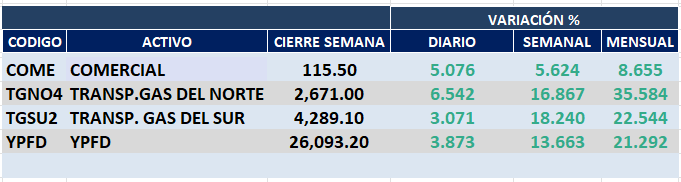 VARIACIÓN %
CODIGO ACTIVO CIERRE SEMANA DIARIO SEMANAL MENSUAL
COME COMERCIAL 115.50 5.076 5.624 8.655
TGNO4 TRANSP.GAS DEL NORTE 2,671.00 6.542 16.867 35.584
TGSU2 TRANSP. GAS DEL SUR 4,289.10 3.071 18.240 22.544
YPFD YPFD 26,093.20 3.873 13.663 21.292